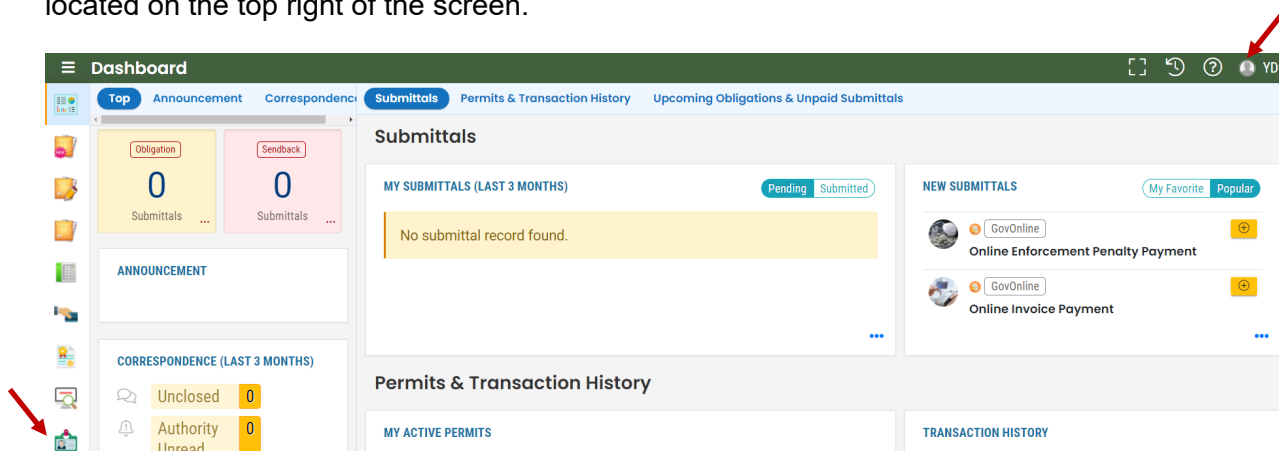 located on the top right of the screen.
Dashboard
YD
Top Announcement Correspondenc
Submittals Permits & Transaction History Upcoming Obligations & Unpaid Submittals
Obligation
0
Submittals
...
Sendback
0
Submittals
...
ANNOUNCEMENT
CORRESPONDENCE (LAST 3 MONTHS)
Unclosed 0
Authority 0
Unread
Submittals
MY SUBMITTALS (LAST 3 MONTHS)
Pending Submitted
No submittal record found.
NEW SUBMITTALS
My Favorite Popular
GovOnline
Online Enforcement Penalty Payment
GovOnline
Online Invoice Payment
Permits & Transaction History
MY ACTIVE PERMITS
TRANSACTION HISTORY